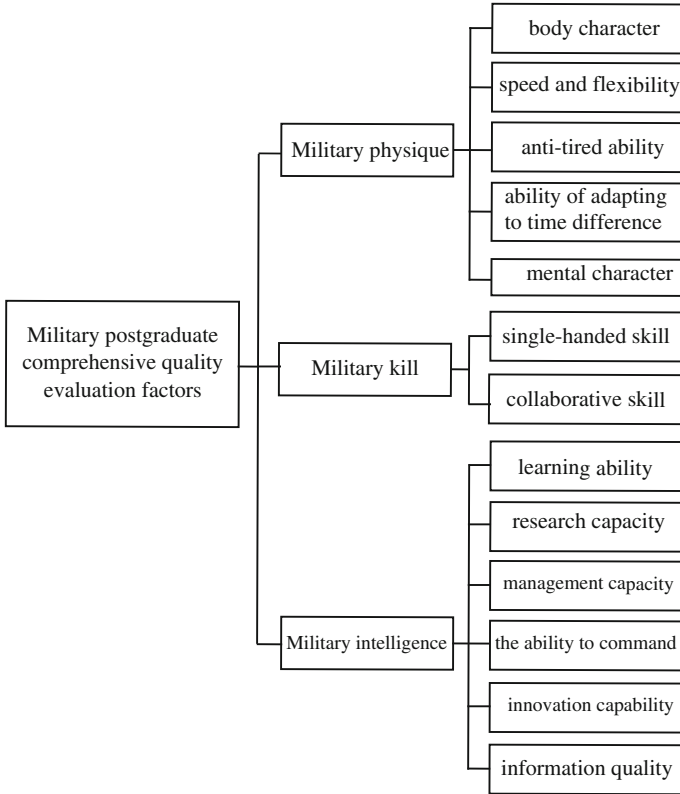 body character
speed and flexibility
Military physique
anti-tired ability
ability of adapting
to time difference
mental character
Military postgraduate
comprehensive quality
evaluation factors
single-handed skill
Military kill
collaborative skill
learning ability
research capacity
management capacity
Military intelligence
the ability to command
innovation capability
information quality